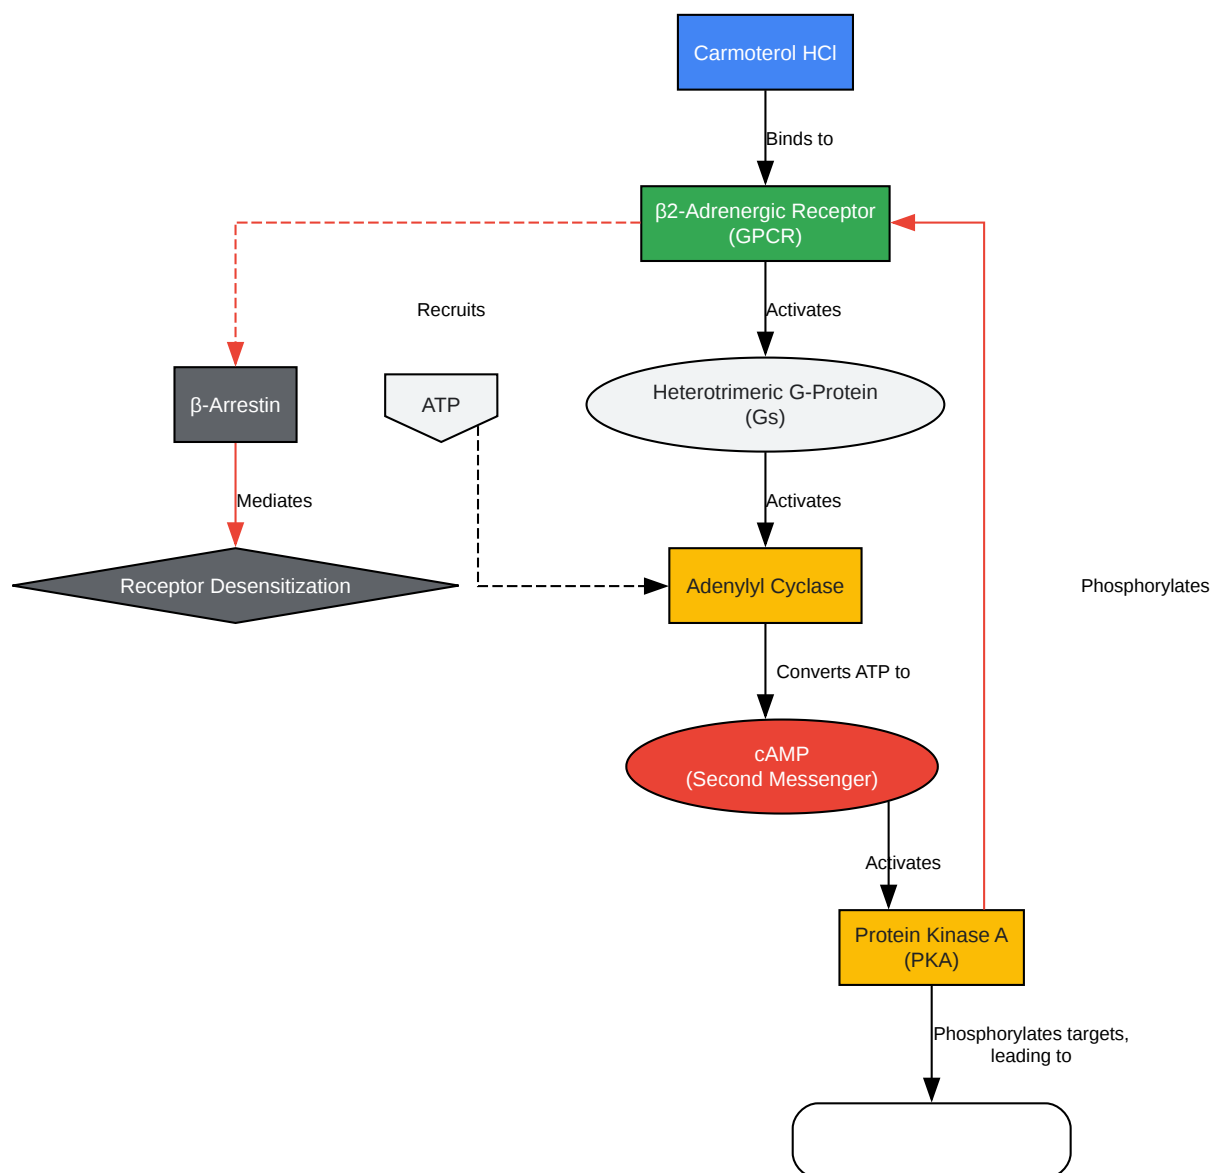 Carmoterol HCl
Binds to
β2-Adrenergic Receptor
(GPCR)
Recruits
Activates
β-Arrestin
ATP
Heterotrimeric G-Protein
(Gs)
Mediates
Activates
Receptor Desensitization
Adenylyl Cyclase
Phosphorylates
Converts ATP to
cAMP
(Second Messenger)
Activates
Protein Kinase A
(PKA)
Phosphorylates targets,
leading to